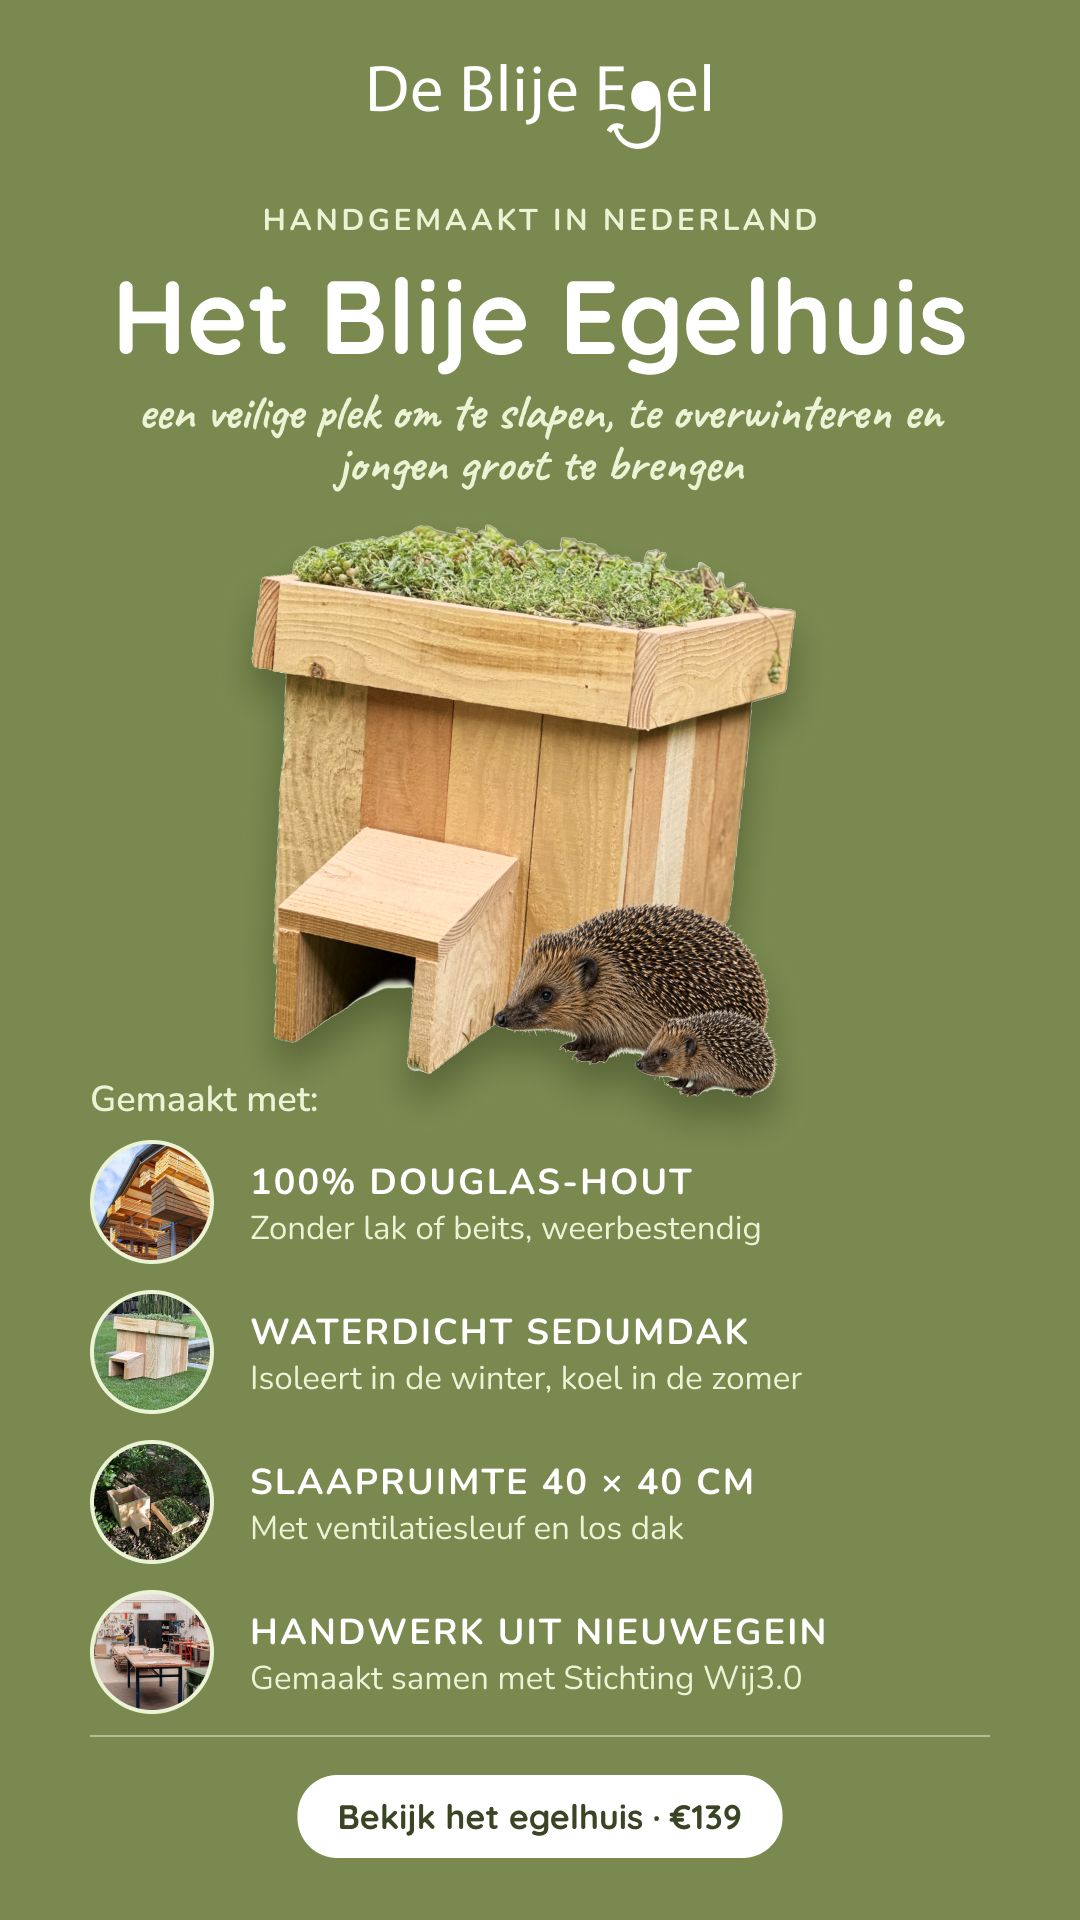 De Blije Egel
HANDGEMAAKT IN NEDERLAND
Het Blije Egelhuis
een veilige plek om te slapen, te overwinteren en
jongen groot te brengen
Gemaakt met:
100% DOUGLAS-HOUT
Zonder lak of beits, weerbestendig
WATERDICHT SEDUMDAK
Isoleert in de winter, koel in de zomer
SLAAPRUIMTE 40 × 40 CM
Met ventilatiesleuf en los dak
HANDWERK UIT NIEUWEGEIN
Gemaakt samen met Stichting Wij3.0
Bekijk het egelhuis · €139